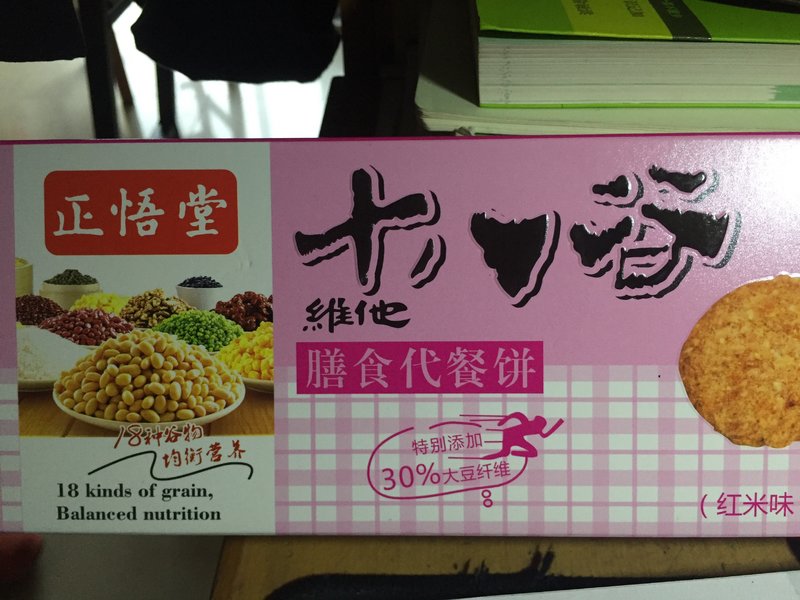 正悟堂
十八谷
維他
膳食代餐饼
特别添加
30%大豆纤维
18种谷物
均衡营养
18 kinds of grain,
Balanced nutrition
(红米味